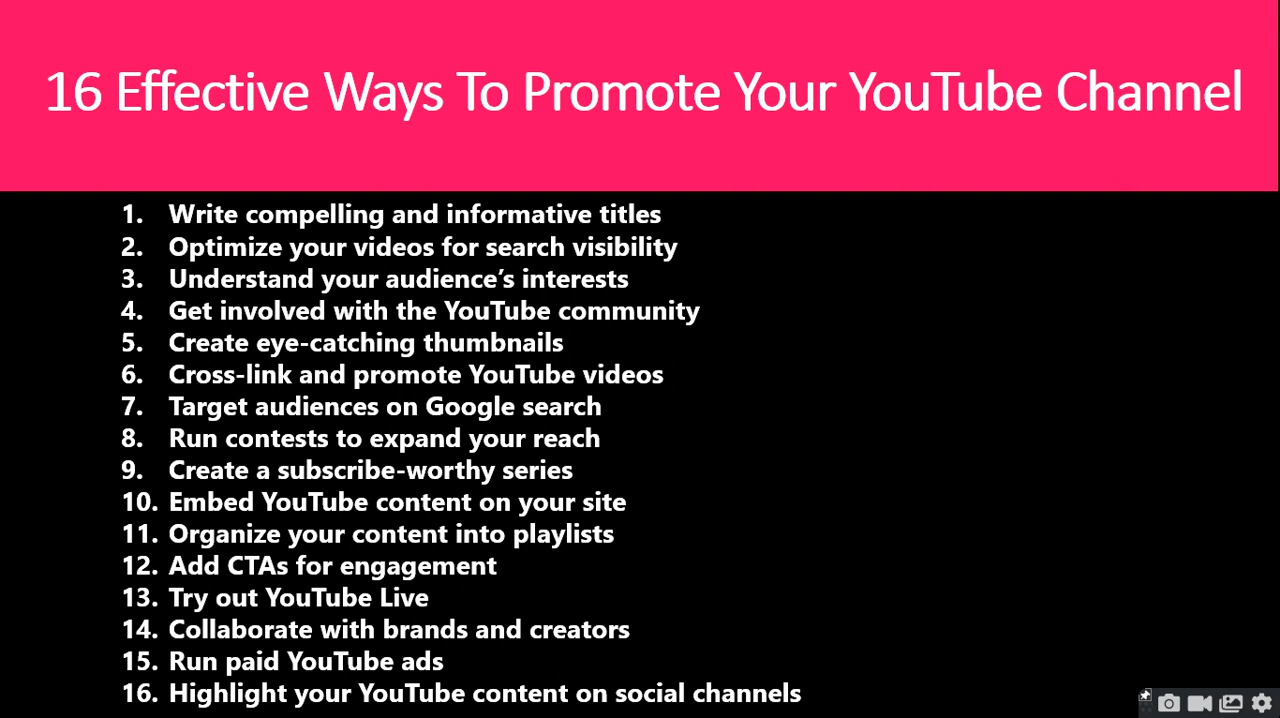 16 Effective Ways To Promote Your YouTube Channel
1. Write compelling and informative titles
2. Optimize your videos for search visibility
3. Understand your audience’s interests
4. Get involved with the YouTube community
5. Create eye-catching thumbnails
6. Cross-link and promote YouTube videos
7. Target audiences on Google search
8. Run contests to expand your reach
9. Create a subscribe-worthy series
10. Embed YouTube content on your site
11. Organize your content into playlists
12. Add CTAs for engagement
13. Try out YouTube Live
14. Collaborate with brands and creators
15. Run paid YouTube ads
16. Highlight your YouTube content on social channels